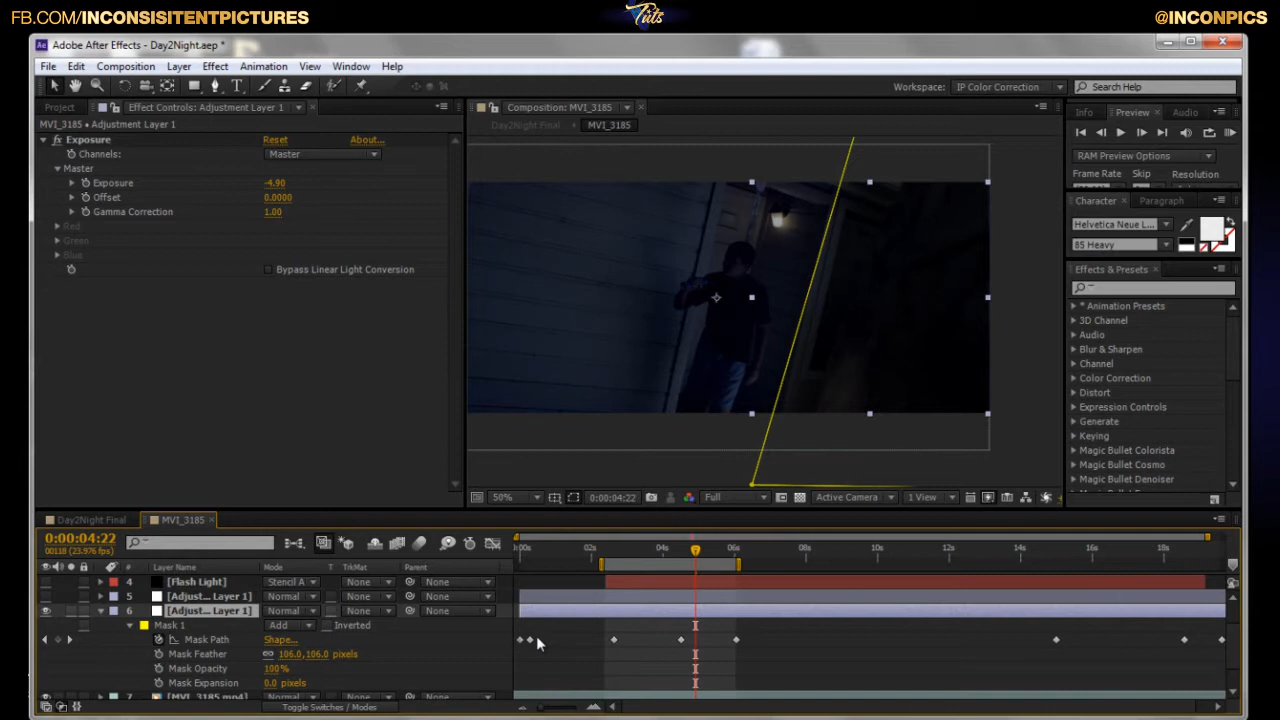 FB.COM/INCONSISITENTPICTURES
Tuts
@INCONPICS
Ae Adobe After Effects - Day2Night.aep *
File Edit Composition Layer Effect Animation View Window Help
Workspace: IP Color Correction
Search Help
Project Effect Controls: Adjustment Layer 1
Composition: MVI_3185
Info Preview Audio
MVI_3185 • Adjustment Layer 1
Day2Night Final MVI_3185
fx Exposure Reset About...
Channels: Master
RAM Preview Options
Master
Frame Rate Skip
Exposure -4.90
Offset 0.0000
Character Paragraph
Gamma Correction 1.00
Red
Helvetica Neue L...
Green
85 Heavy
Blue
Bypass Linear Light Conversion
Effects & Presets
* Animation Presets
3D Channel
Audio
Blur & Sharpen
Channel
Color Correction
Distort
Expression Controls
Generate
Keying
Magic Bullet Colorista
Magic Bullet Cosmo
Magic Bullet Denoiser
50% 0:00:04:22 Full Active Camera 1 View
Day2Night Final MVI_3185
0:00:04:22
00118 (23.976 fps)
:00s 02s 04s 06s 08s 10s 12s 14s 16s 18s
# Layer Name Mode T TrkMat Parent
4 [Flash Light] Stencil A None None
5 [Adjust... Layer 1] Normal None None
6 [Adjust... Layer 1] Normal None None
Mask 1 Add Inverted
Mask Path Shape...
Mask Feather 106.0,106.0 pixels
Mask Opacity 100%
Mask Expansion 0.0 pixels
7 [MVI_3185.mp4] Normal None None
Toggle Switches / Modes